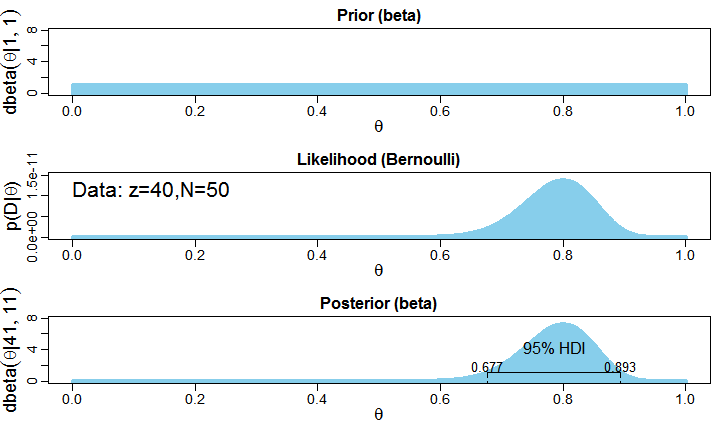 Prior (beta)
dbeta(θ|1, 1)
0 4 8
0.0 0.2 0.4 0.6 0.8 1.0
θ
Likelihood (Bernoulli)
p(D|θ)
0.0e+00 1.5e-11
Data: z=40,N=50
0.0 0.2 0.4 0.6 0.8 1.0
θ
Posterior (beta)
dbeta(θ|41, 11)
0 4 8
95% HDI
0.677 0.893
0.0 0.2 0.4 0.6 0.8 1.0
θ